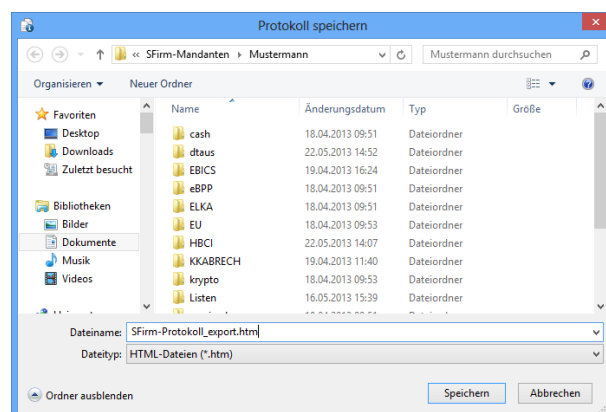 Protokoll speichern
« SFirm-Mandanten Mustermann
Mustermann durchsuchen
Organisieren Neuer Ordner
Favoriten
Desktop
Downloads
Zuletzt besucht
Bibliotheken
Bilder
Dokumente
Musik
Videos
Name Änderungsdatum Typ Größe
cash 18.04.2013 09:51 Dateiordner
dtaus 22.05.2013 14:52 Dateiordner
EBICS 19.04.2013 16:24 Dateiordner
eBPP 18.04.2013 09:51 Dateiordner
ELKA 18.04.2013 09:51 Dateiordner
EU 18.04.2013 09:53 Dateiordner
HBCI 22.05.2013 14:07 Dateiordner
KKABRECH 19.04.2013 11:40 Dateiordner
krypto 18.04.2013 09:53 Dateiordner
Listen 16.05.2013 15:39 Dateiordner
Dateiname: SFirm-Protokoll_export.htm
Dateityp: HTML-Dateien (*.htm)
Ordner ausblenden
Speichern Abbrechen